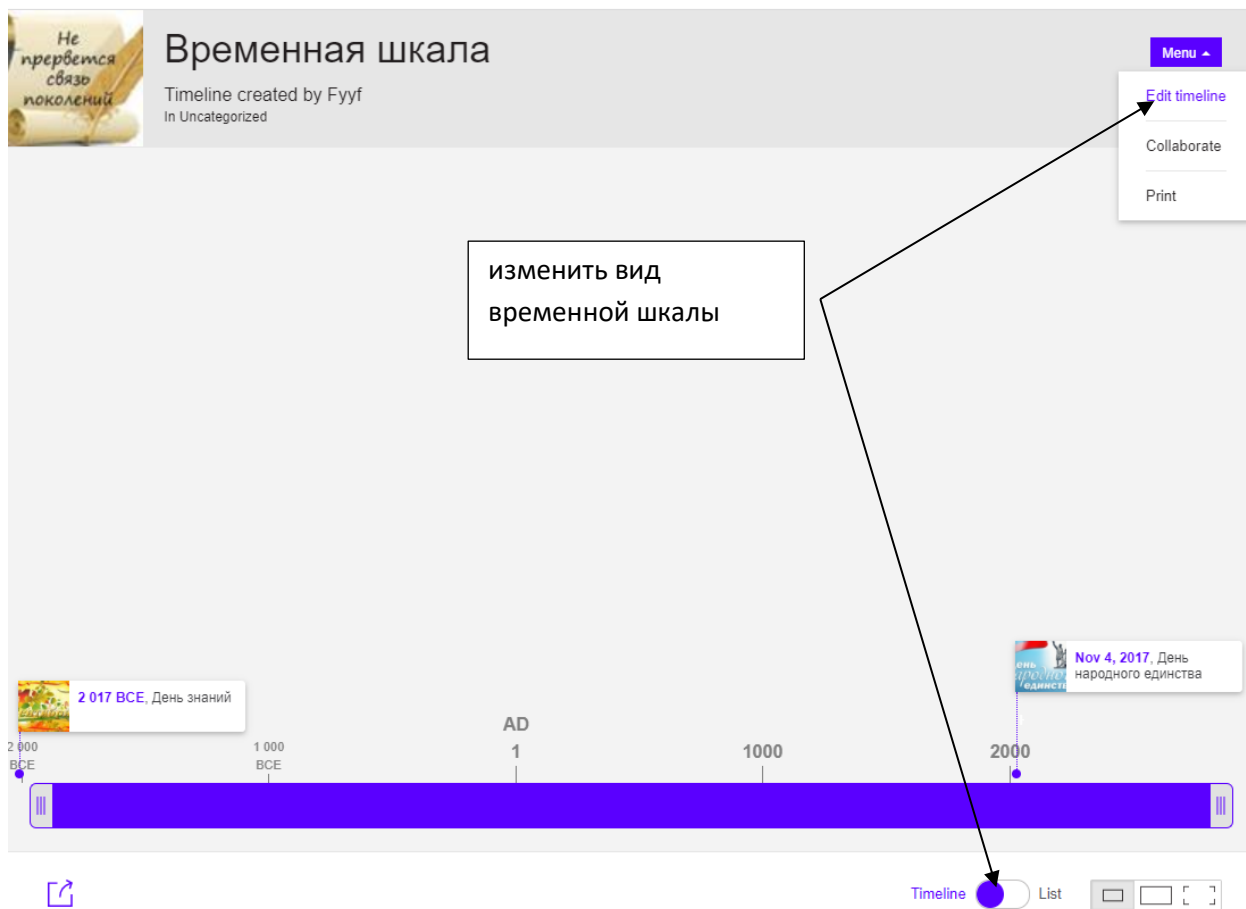 Не
прервется
связь
поколений
Временная шкала
Timeline created by Fyyf
In Uncategorized
Menu
Edit timeline
Collaborate
Print
изменить вид
временной шкалы
Nov 4, 2017, День
народного единства
2 017 BCE, День знаний
2 000
BCE
1 000
BCE
AD
1
1000
2000
Timeline
List